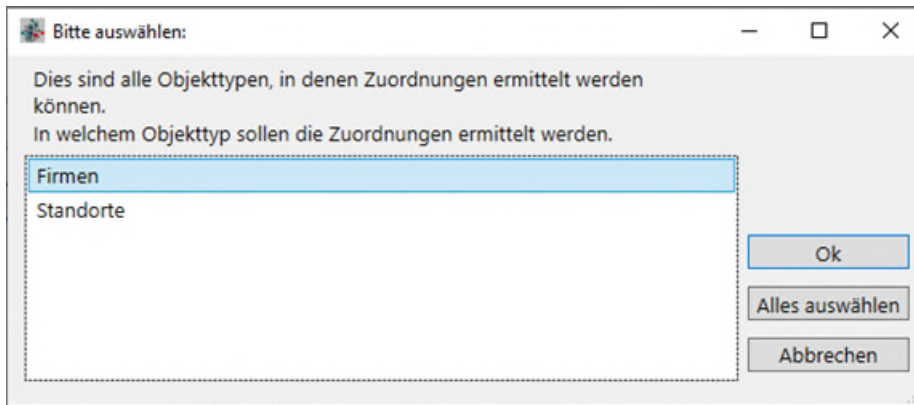 Bitte auswählen:
Dies sind alle Objekttypen, in denen Zuordnungen ermittelt werden
können.
In welchem Objekttyp sollen die Zuordnungen ermittelt werden.
Firmen
Standorte
Ok
Alles auswählen
Abbrechen